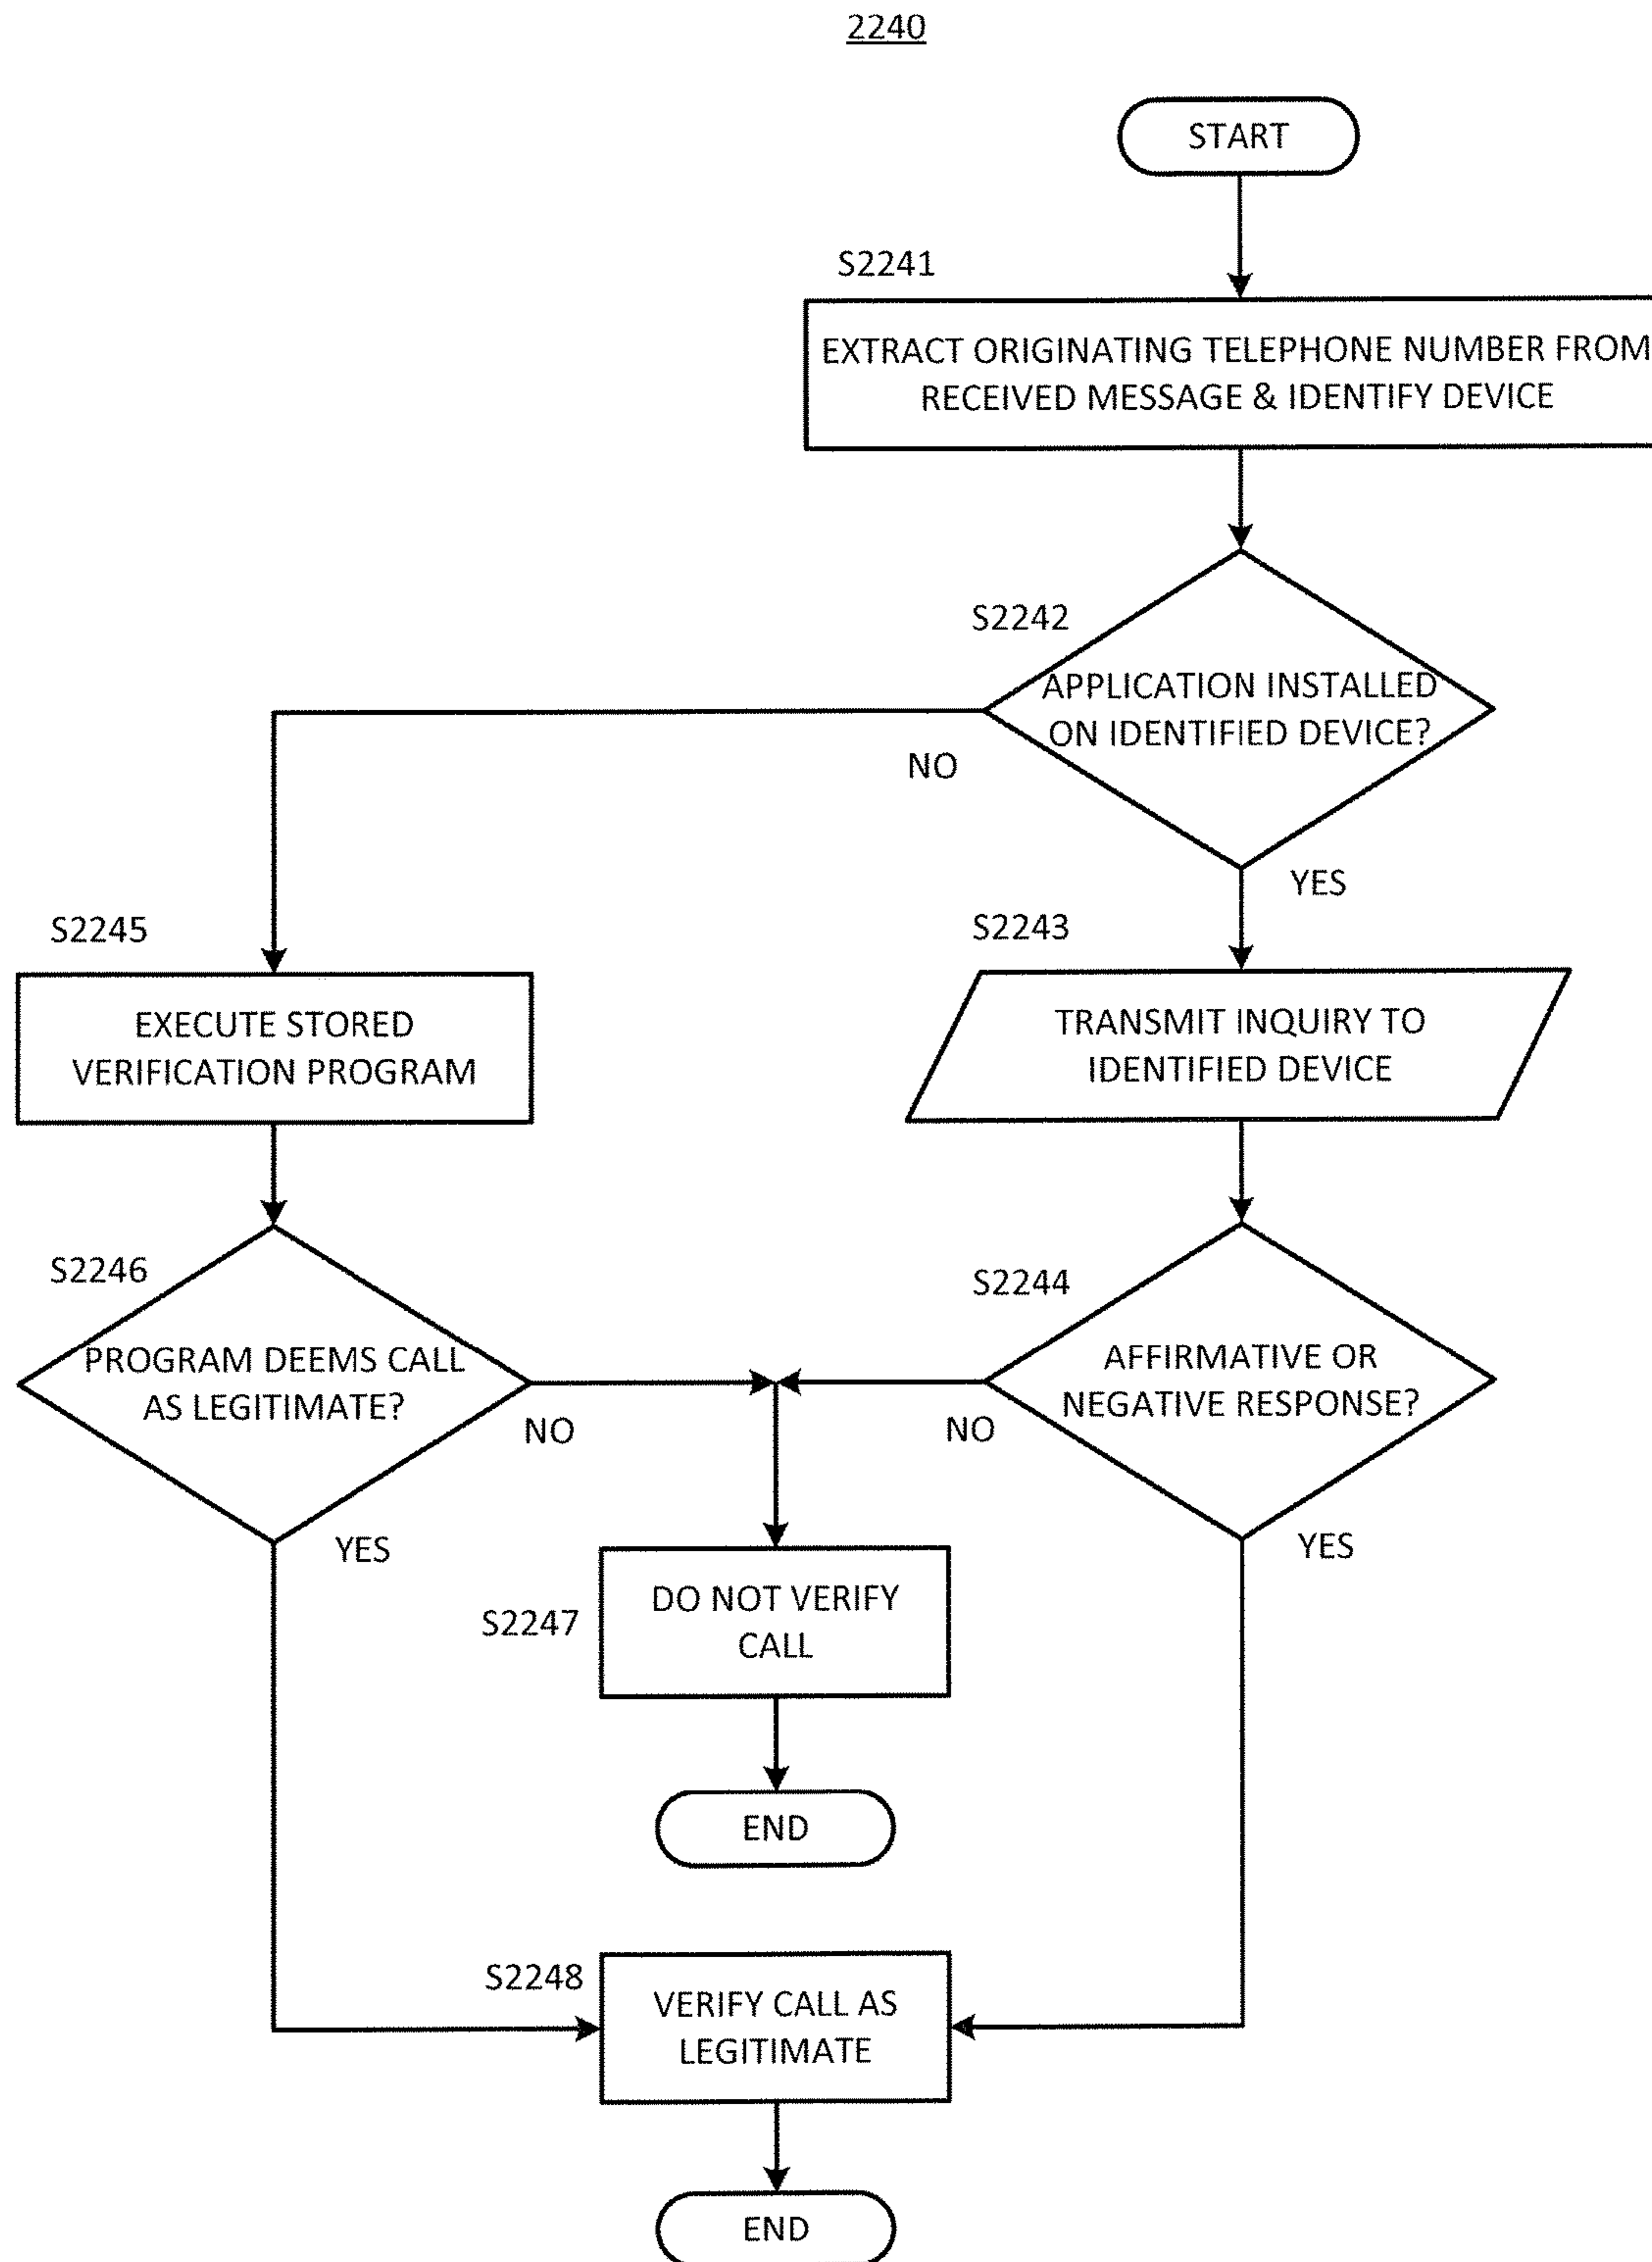 2240
START
S2241
EXTRACT ORIGINATING TELEPHONE NUMBER FROM
RECEIVED MESSAGE & IDENTIFY DEVICE
S2242
APPLICATION INSTALLED
ON IDENTIFIED DEVICE?
NO
YES
S2245
EXECUTE STORED
VERIFICATION PROGRAM
S2243
TRANSMIT INQUIRY TO
IDENTIFIED DEVICE
S2246
PROGRAM DEEMS CALL
AS LEGITIMATE?
NO
YES
S2244
AFFIRMATIVE OR
NEGATIVE RESPONSE?
NO
YES
S2247
DO NOT VERIFY
CALL
END
S2248
VERIFY CALL AS
LEGITIMATE
END